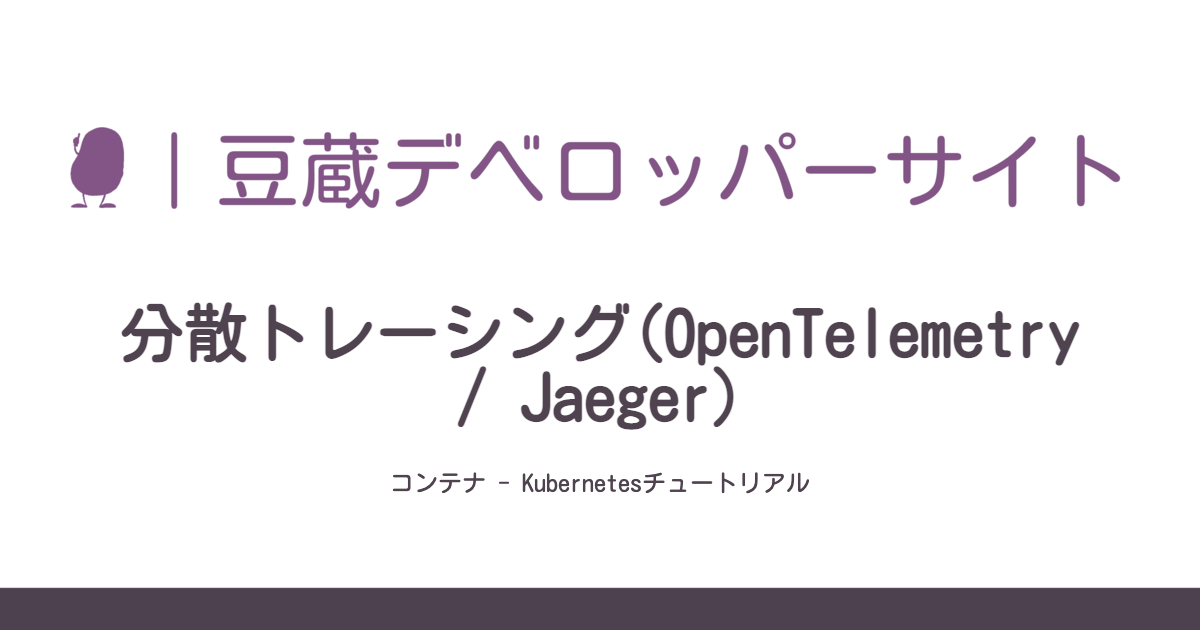 |豆蔵デベロッパーサイト
分散トレーシング(OpenTelemetry
/ Jaeger)
コンテナ - Kubernetesチュートリアル